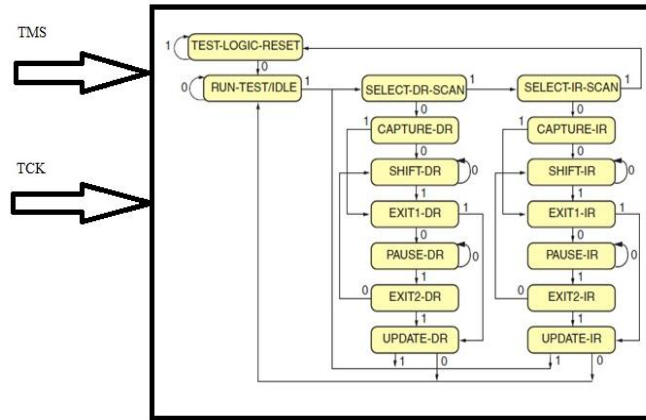 TMS
TCK
1 TEST-LOGIC-RESET
0
0 RUN-TEST/IDLE 1 SELECT-DR-SCAN 1 SELECT-IR-SCAN 1
0 0
1 CAPTURE-DR 1 CAPTURE-IR
0 0
SHIFT-DR 0 SHIFT-IR 0
1 1
EXIT1-DR 1 EXIT1-IR 1
0 0
PAUSE-DR 0 PAUSE-IR 0
1 1
0 EXIT2-DR 0 EXIT2-IR
1 1
UPDATE-DR UPDATE-IR
1 0 1 0